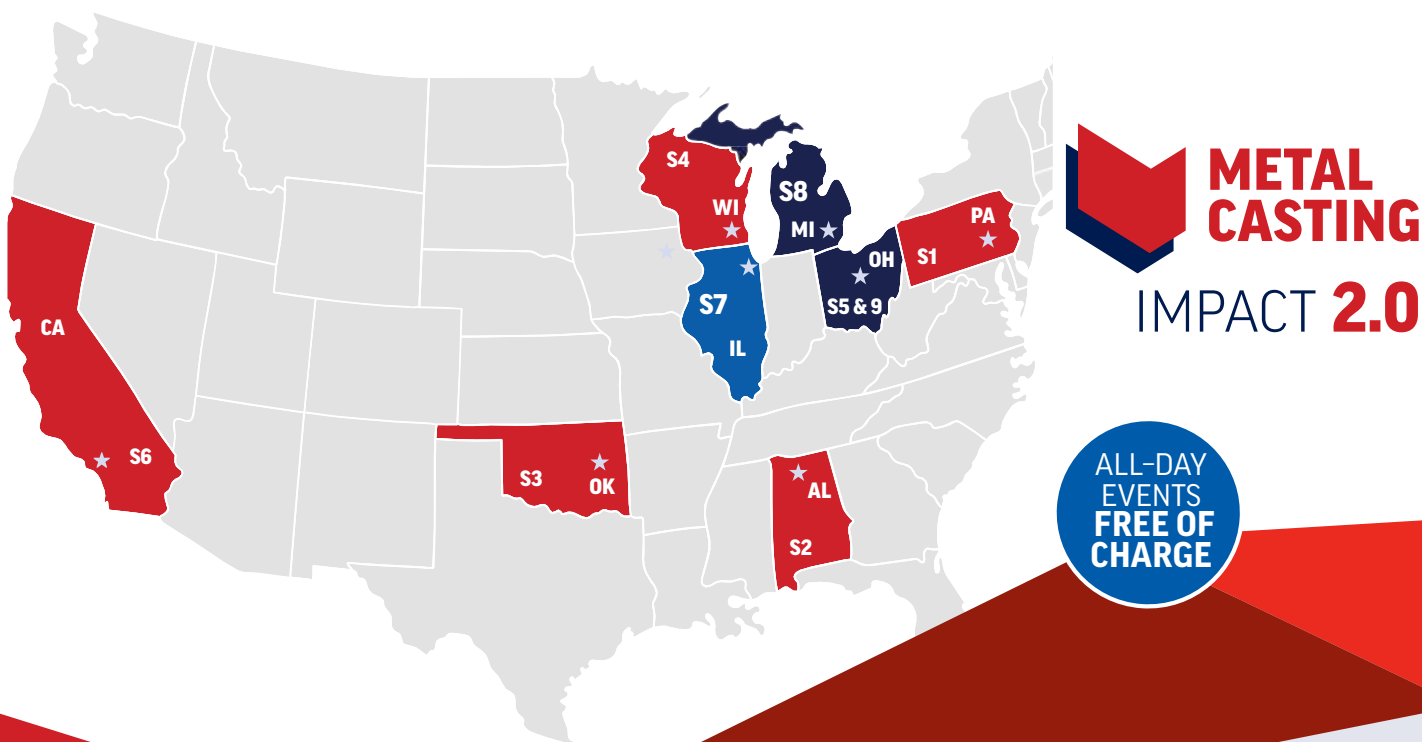 S4
WI
S8
MI
PA
S1
OH
S5 & 9
S7
IL
CA
S6
S3
OK
AL
S2
METAL
CASTING
IMPACT 2.0
ALL-DAY
EVENTS
FREE OF
CHARGE